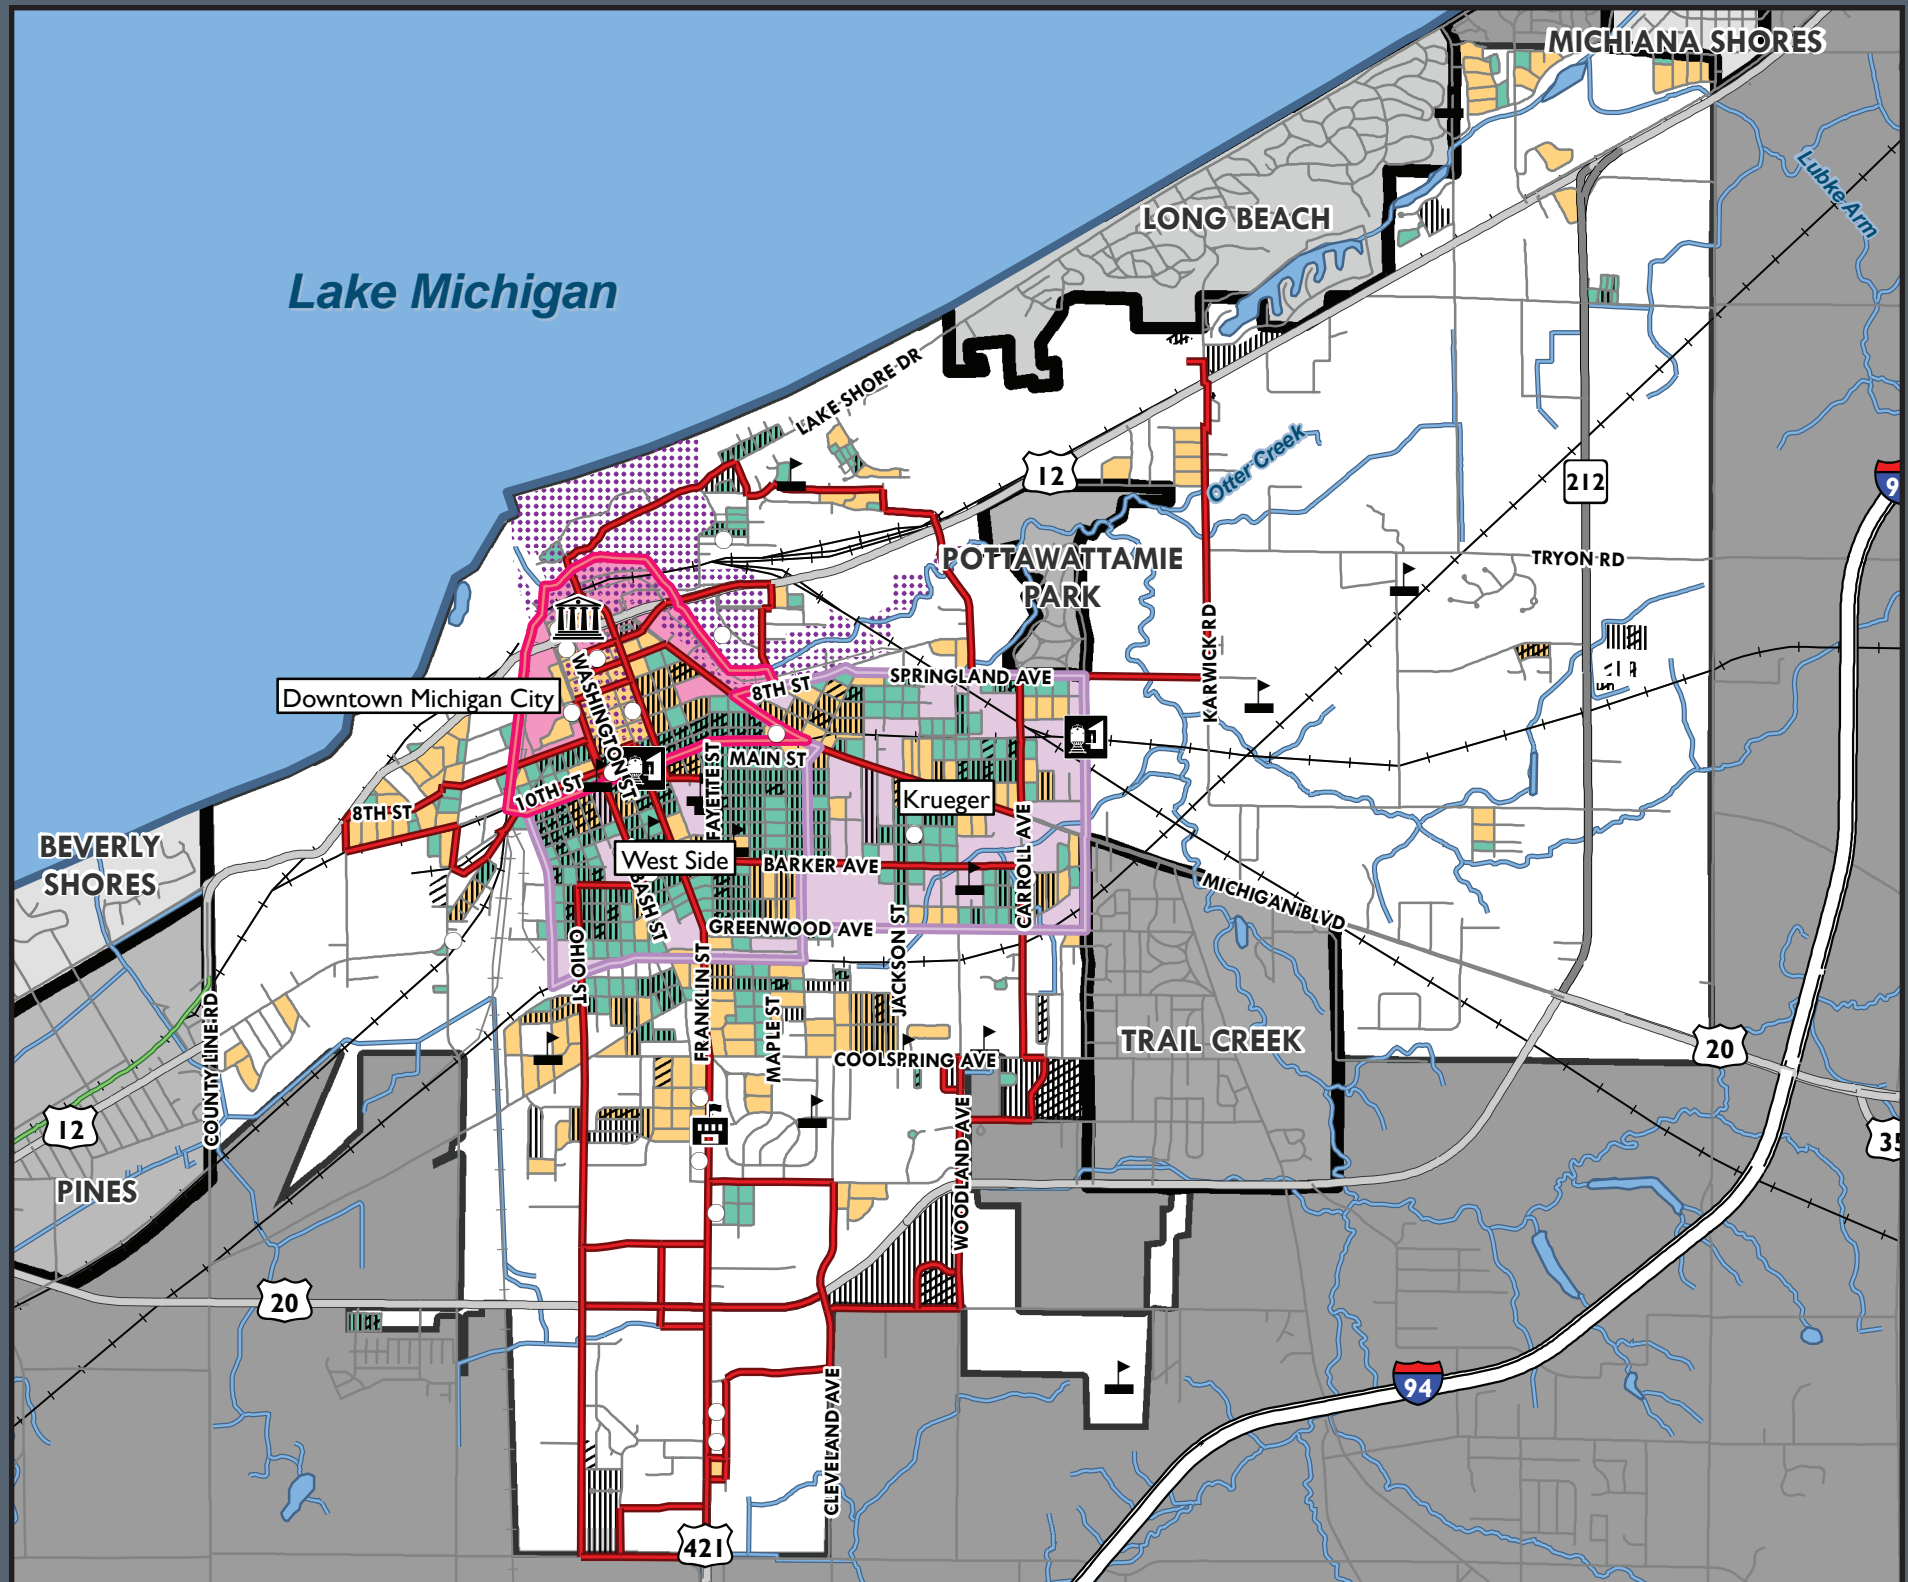 MICHIANA SHORES
Lubke Arm
LONG BEACH
Lake Michigan
LAKE SHORE DR
12
Otter Creek
212
9
POTTAWATTAMIE
PARK
TRYON RD
KARWICK RD
SPRINGLAND AVE
8TH ST
Downtown Michigan City
WASHINGTON ST
MAIN ST
FAYETTE ST
10TH ST
8TH ST
Krueger
CARROLL AVE
BEVERLY
SHORES
West Side
BARKER AVE
MICHIGAN BLVD
GREENWOOD AVE
JACKSON ST
OHIO ST
FRANKLIN ST
MAPLE ST
COUNTY LINE RD
COOLSPRING AVE
TRAIL CREEK
20
12
35
WOODLAND AVE
PINES
20
94
CLEVELAND AVE
421